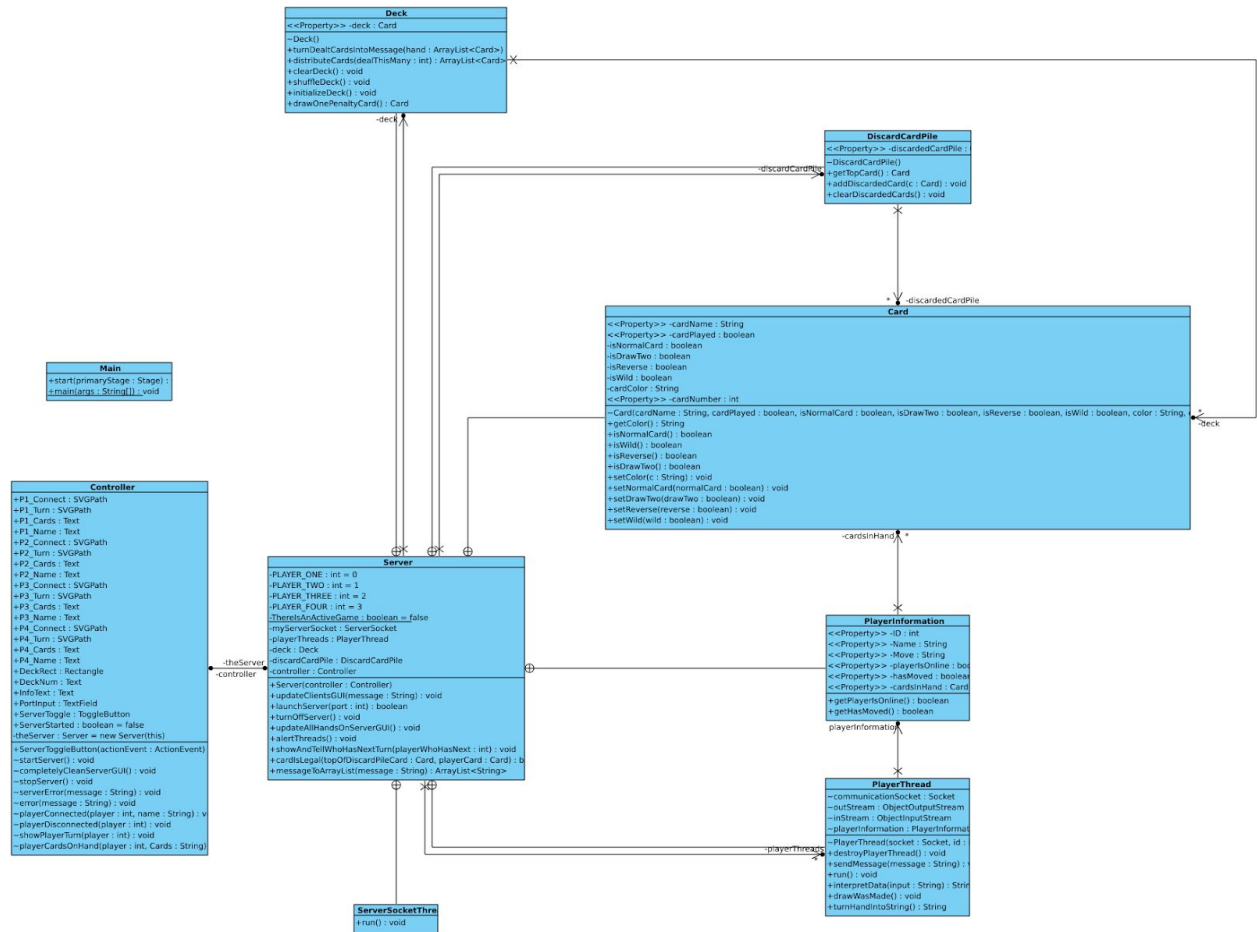 Deck
<<Property>> -deck : Card
~Deck()
+turnDealtCardsIntoMessage(hand : ArrayList<Card>)
+distributeCards(dealThisMany : int) : ArrayList<Card>
+clearDeck() : void
+shuffleDeck() : void
+initializeDeck() : void
+drawOnePenaltyCard() : Card
-deck
DiscardCardPile
<<Property>> -discardedCardPile :
~DiscardCardPile()
+getTopCard() : Card
+addDiscardedCard(c : Card) : void
+clearDiscardedCards() : void
-discardCardPile
* -discardedCardPile
Card
<<Property>> -cardName : String
<<Property>> -cardPlayed : boolean
-isNormalCard : boolean
-isDrawTwo : boolean
-isReverse : boolean
-isWild : boolean
-cardColor : String
<<Property>> -cardNumber : int
~Card(cardName : String, cardPlayed : boolean, isNormalCard : boolean, isDrawTwo : boolean, isReverse : boolean, isWild : boolean, color : String,
+getColor() : String
+isNormalCard() : boolean
+isWild() : boolean
+isReverse() : boolean
+isDrawTwo() : boolean
+setColor(c : String) : void
+setNormalCard(normalCard : boolean) : void
+setDrawTwo(drawTwo : boolean) : void
+setReverse(reverse : boolean) : void
+setWild(wild : boolean) : void
*
-deck
Main
+start(primaryStage : Stage) :
+main(args : String[]) : void
Controller
+P1_Connect : SVGPath
+P1_Turn : SVGPath
+P1_Cards : Text
+P1_Name : Text
+P2_Connect : SVGPath
+P2_Turn : SVGPath
+P2_Cards : Text
+P2_Name : Text
+P3_Connect : SVGPath
+P3_Turn : SVGPath
+P3_Cards : Text
+P3_Name : Text
+P4_Connect : SVGPath
+P4_Turn : SVGPath
+P4_Cards : Text
+P4_Name : Text
+DeckRect : Rectangle
+DeckNum : Text
+InfoText : Text
+PortInput : TextField
+ServerToggle : ToggleButton
+ServerStarted : boolean = false
-theServer : Server = new Server(this)
+ServerToggleButton(actionEvent : ActionEvent)
~startServer() : void
~completelyCleanServerGUI() : void
~stopServer() : void
~serverError(message : String) : void
~error(message : String) : void
~playerConnected(player : int, name : String) : v
~playerDisconnected(player : int) : void
~showPlayerTurn(player : int) : void
~playerCardsOnHand(player : int, Cards : String)
-theServer
-controller
Server
-PLAYER_ONE : int = 0
-PLAYER_TWO : int = 1
-PLAYER_THREE : int = 2
-PLAYER_FOUR : int = 3
-ThereIsAnActiveGame : boolean = false
-myServerSocket : ServerSocket
-playerThreads : PlayerThread
-deck : Deck
-discardCardPile : DiscardCardPile
-controller : Controller
+Server(controller : Controller)
+updateClientsGUI(message : String) : void
+launchServer(port : int) : boolean
+turnOffServer() : void
+updateAllHandsOnServerGUI() : void
+alertThreads() : void
+showAndTellWhoHasNextTurn(playerWhoHasNext : int) : void
+cardIsLegal(topOfDiscardPileCard : Card, playerCard : Card) : b
+messageToArrayList(message : String) : ArrayList<String>
-cardsInHand *
PlayerInformation
<<Property>> -ID : int
<<Property>> -Name : String
<<Property>> -Move : String
<<Property>> -playerIsOnline : boo
<<Property>> -hasMoved : boolean
<<Property>> -cardsInHand : Card
+getPlayerIsOnline() : boolean
+getHasMoved() : boolean
playerInformation
PlayerThread
~communicationSocket : Socket
~outStream : ObjectOutputStream
~inStream : ObjectInputStream
~playerInformation : PlayerInformat
~PlayerThread(socket : Socket, id :
+destroyPlayerThread() : void
+sendMessage(message : String) :
+run() : void
+interpretData(input : String) : Strin
+drawWasMade() : void
+turnHandIntoString() : String
-playerThreads
*
ServerSocketThre
+run() : void